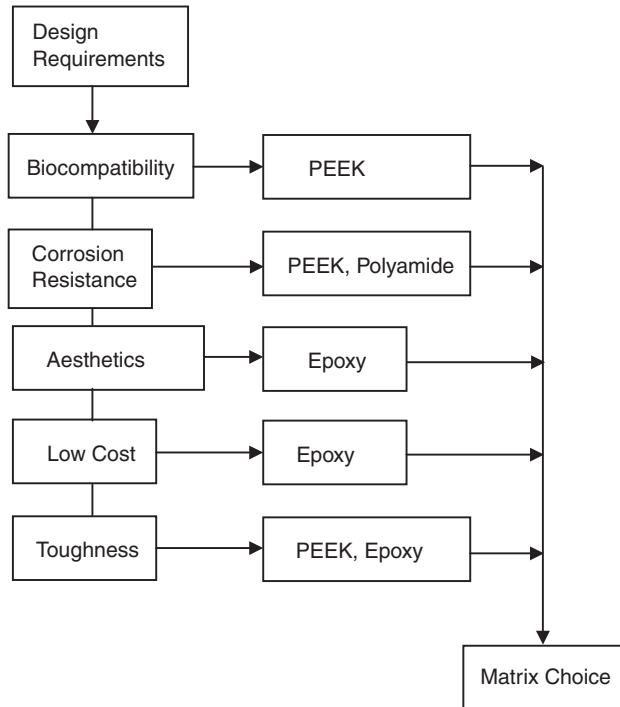 Design
Requirements
Biocompatibility
PEEK
Corrosion
Resistance
PEEK, Polyamide
Aesthetics
Epoxy
Low Cost
Epoxy
Toughness
PEEK, Epoxy
Matrix Choice